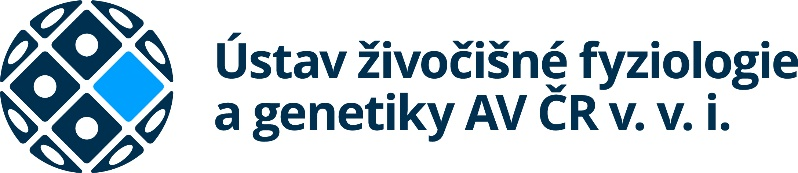 Ústav živočišné fyziologie
a genetiky AV ČR v. v. i.